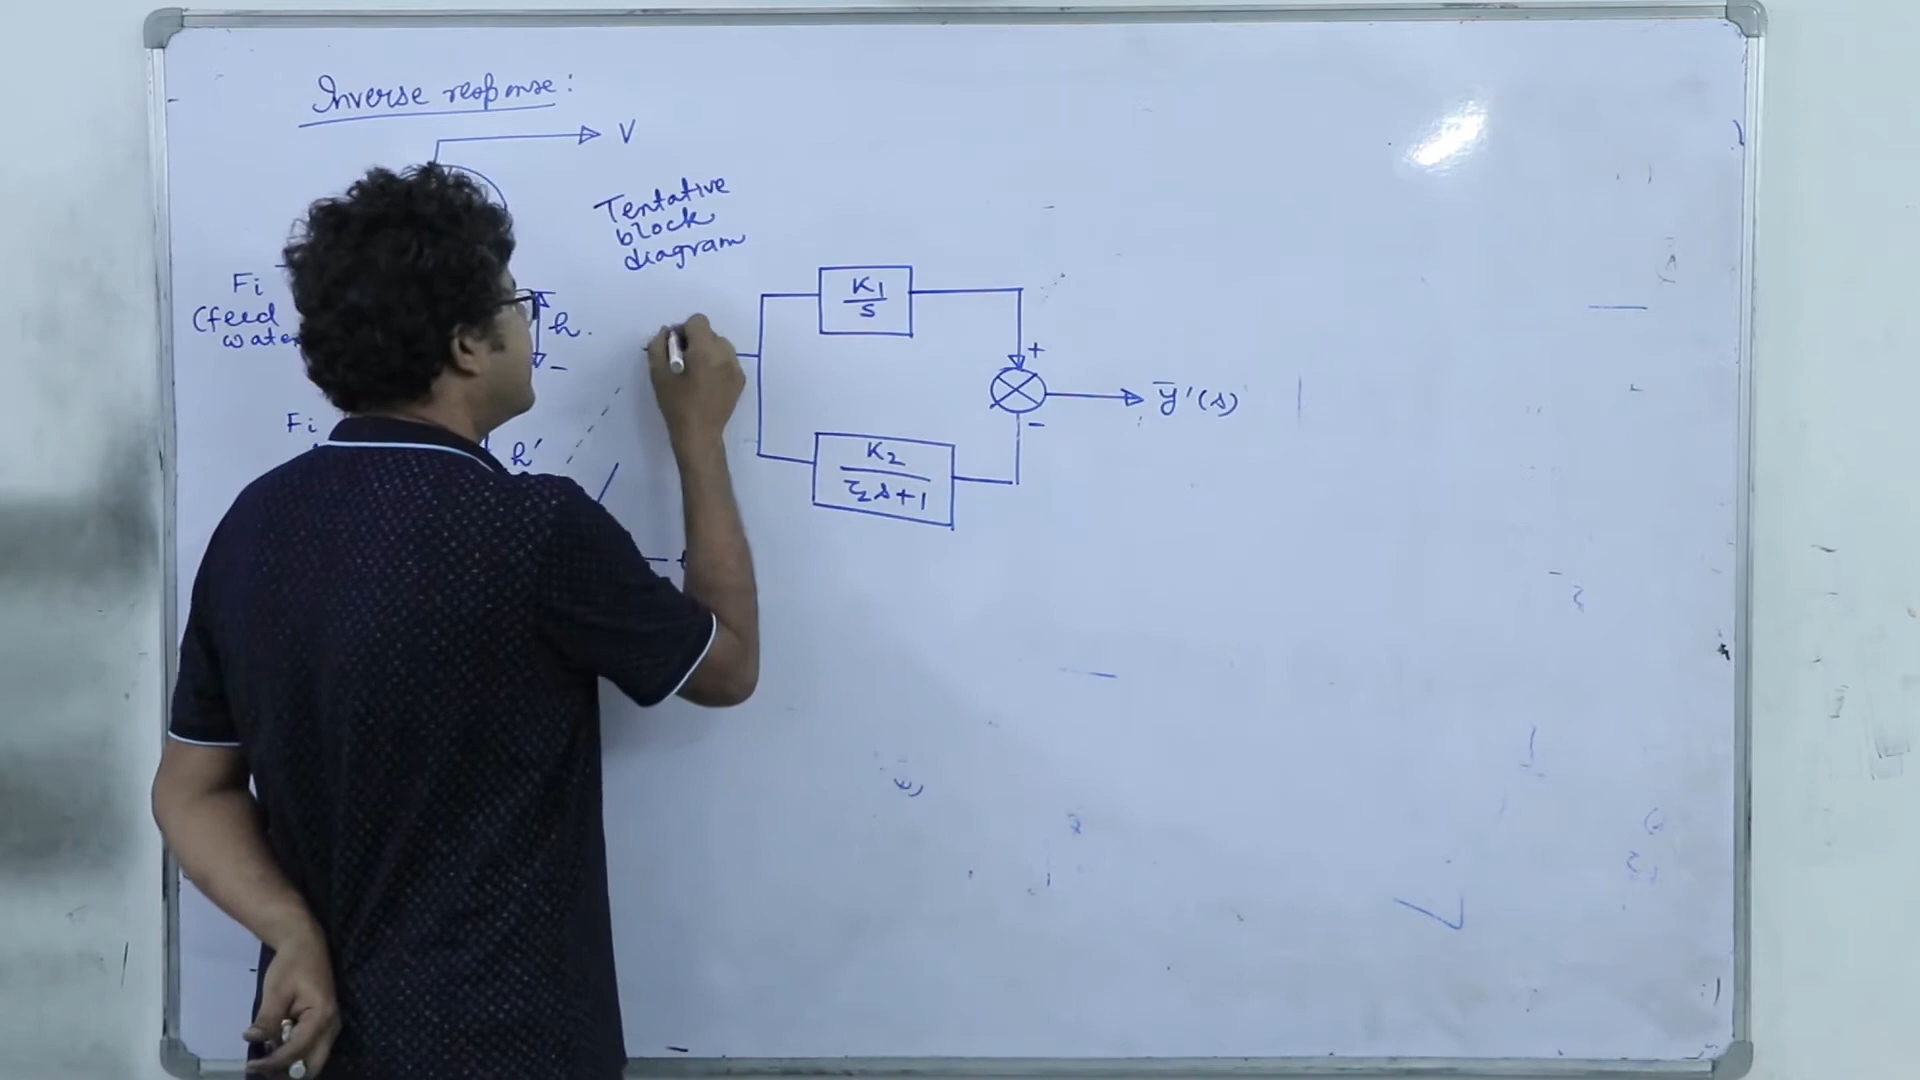 Inverse response:
V
Tentative
block
diagram
Fi
(feed
water
h.
Fi
h'
K1
s
+
-
ȳ'(s)
K2
τ2s+1